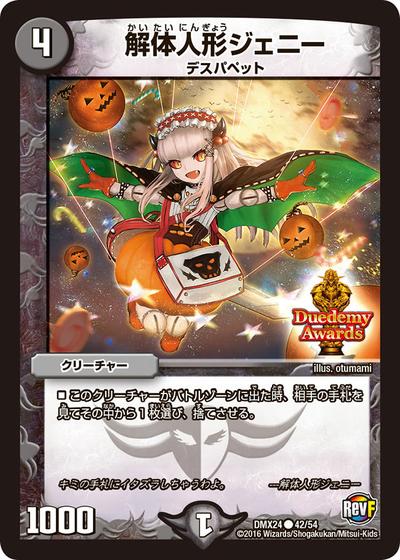 4
かいたいにんぎょう
解体人形ジェニー
デスパペット
Duedemy
Awards
illus. otumami
クリーチャー
■ このクリーチャーがバトルゾーンに出た時、相手の手札を
見てその中から1枚選び、捨てさせる。
キミの手札にイタズラしちゃうわよ。 ―解体人形ジェニー
1000
RevF
DMX24 ● 42/54
©2016 Wizards/Shogakukan/Mitsui-Kids